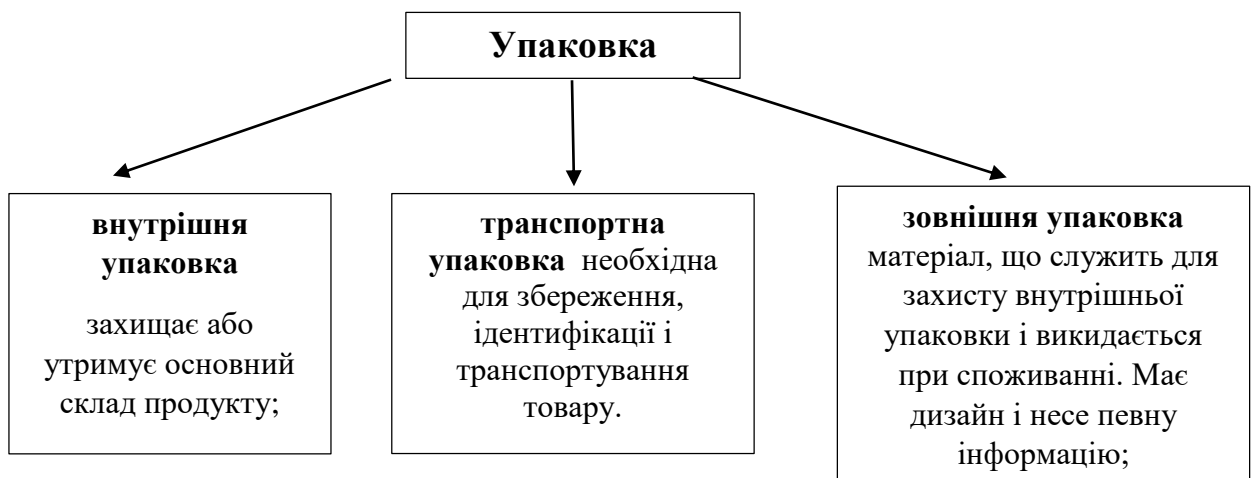 Упаковка
внутрішня
упаковка
захищає або
утримує основний
склад продукту;
транспортна
упаковка необхідна
для збереження,
ідентифікації і
транспортування
товару.
зовнішня упаковка
матеріал, що служить для
захисту внутрішньої
упаковки і викидається
при споживанні. Має
дизайн і несе певну
інформацію;